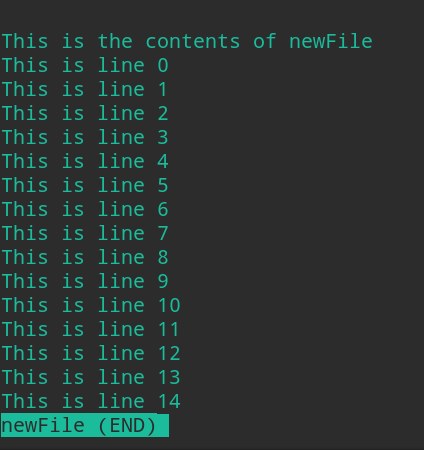 This is the contents of newFile
This is line 0
This is line 1
This is line 2
This is line 3
This is line 4
This is line 5
This is line 6
This is line 7
This is line 8
This is line 9
This is line 10
This is line 11
This is line 12
This is line 13
This is line 14
newFile (END)